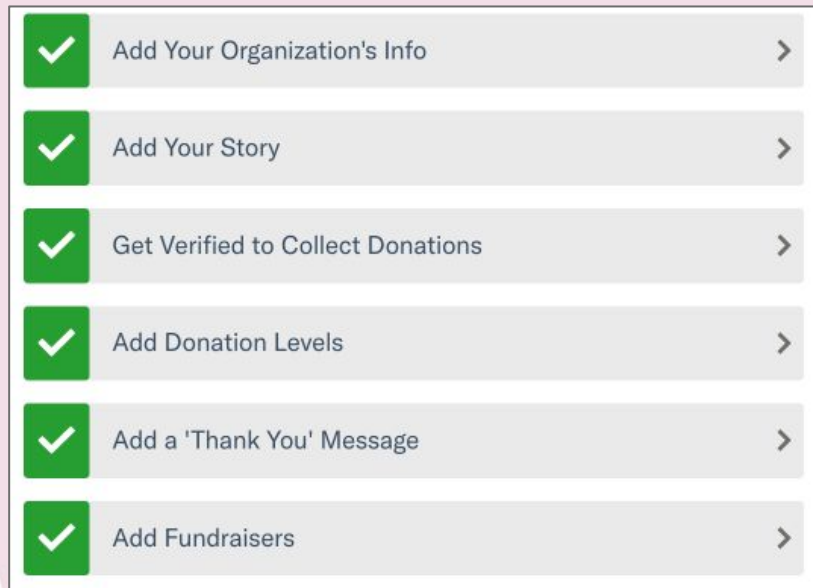 Add Your Organization's Info
Add Your Story
Get Verified to Collect Donations
Add Donation Levels
Add a 'Thank You' Message
Add Fundraisers